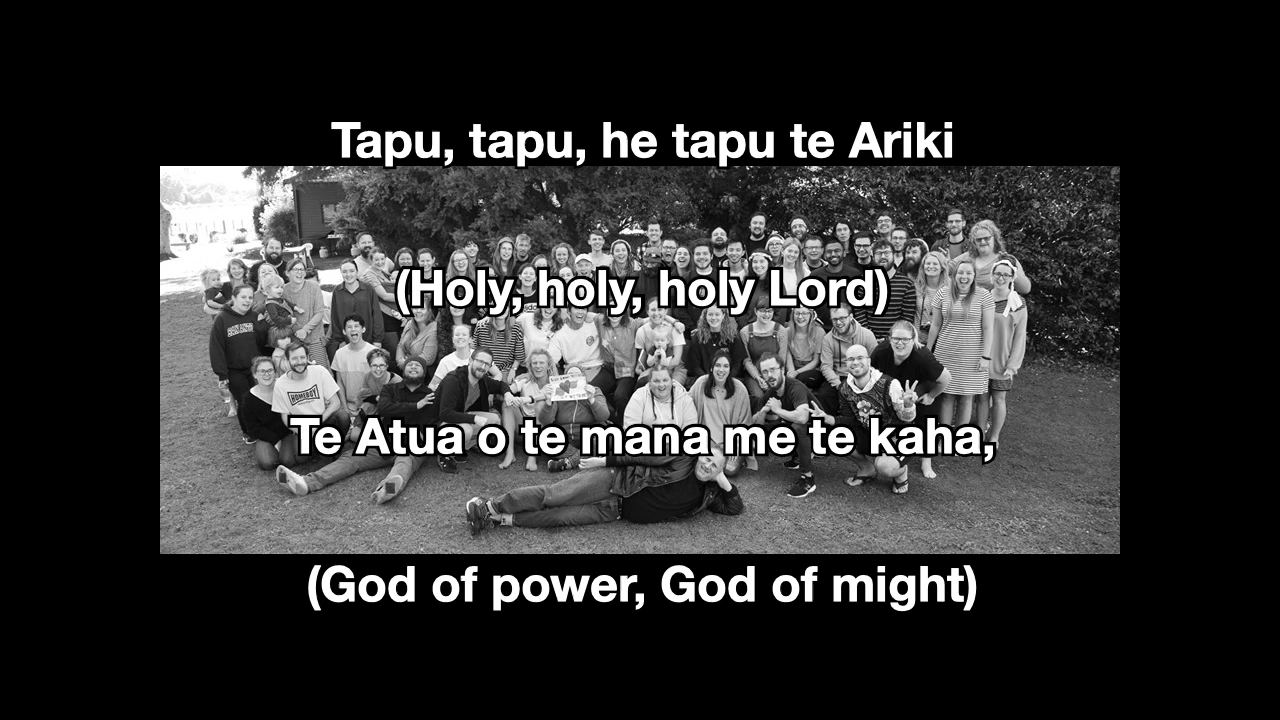 Tapu, tapu, he tapu te Ariki
(Holy, holy, holy Lord)
HOMEBOY
Te Atua o te mana me te kaha,
(God of power, God of might)